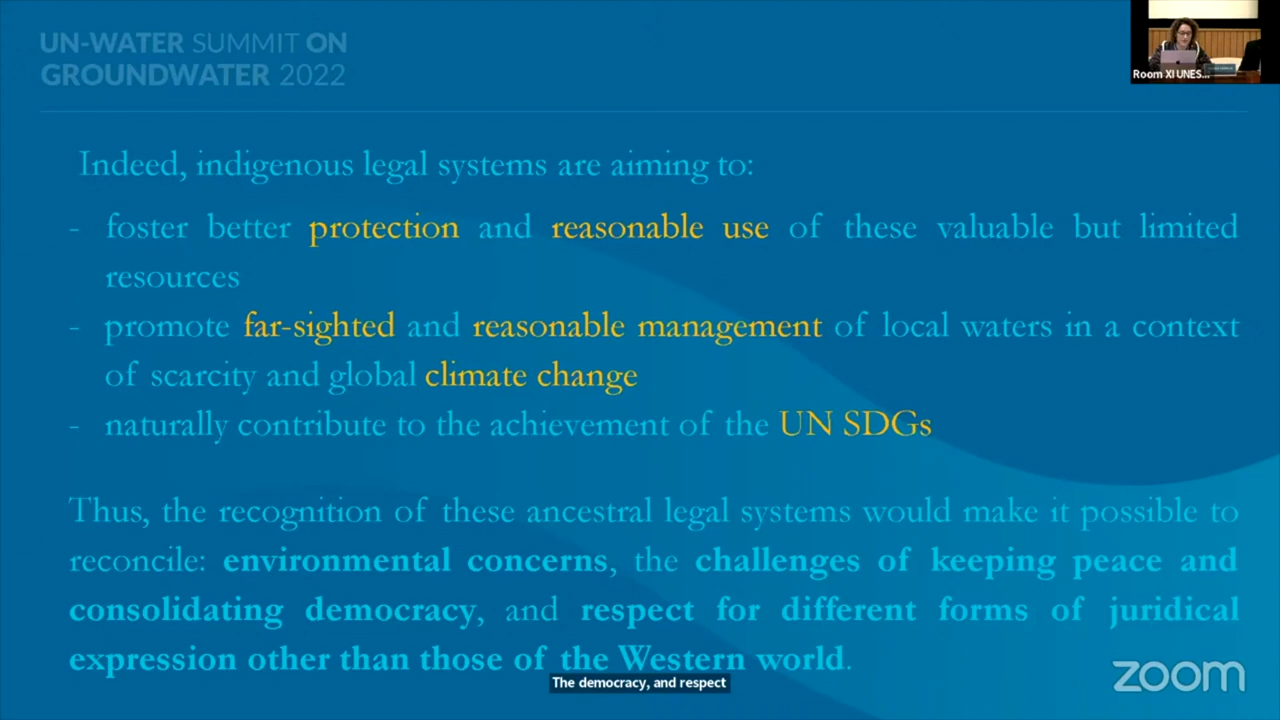 UN-WATER SUMMIT ON
GROUNDWATER 2022
Room XI UNES...
Indeed, indigenous legal systems are aiming to:
- foster better protection and reasonable use of these valuable but limited
resources
- promote far-sighted and reasonable management of local waters in a context
of scarcity and global climate change
- naturally contribute to the achievement of the UN SDGs
Thus, the recognition of these ancestral legal systems would make it possible to
reconcile: environmental concerns, the challenges of keeping peace and
consolidating democracy, and respect for different forms of juridical
expression other than those of the Western world.
The democracy, and respect
zoom